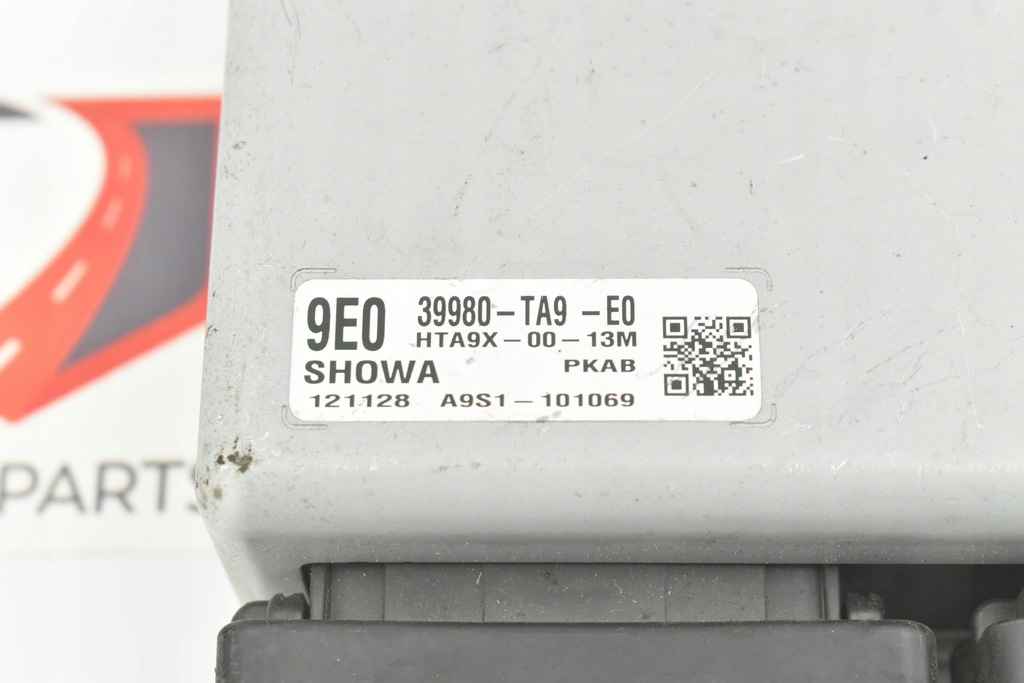 9E0 39980-TA9 -E0
HTA9X-00-13M
SHOWA PKAB
121128 A9S1-101069
PARTS